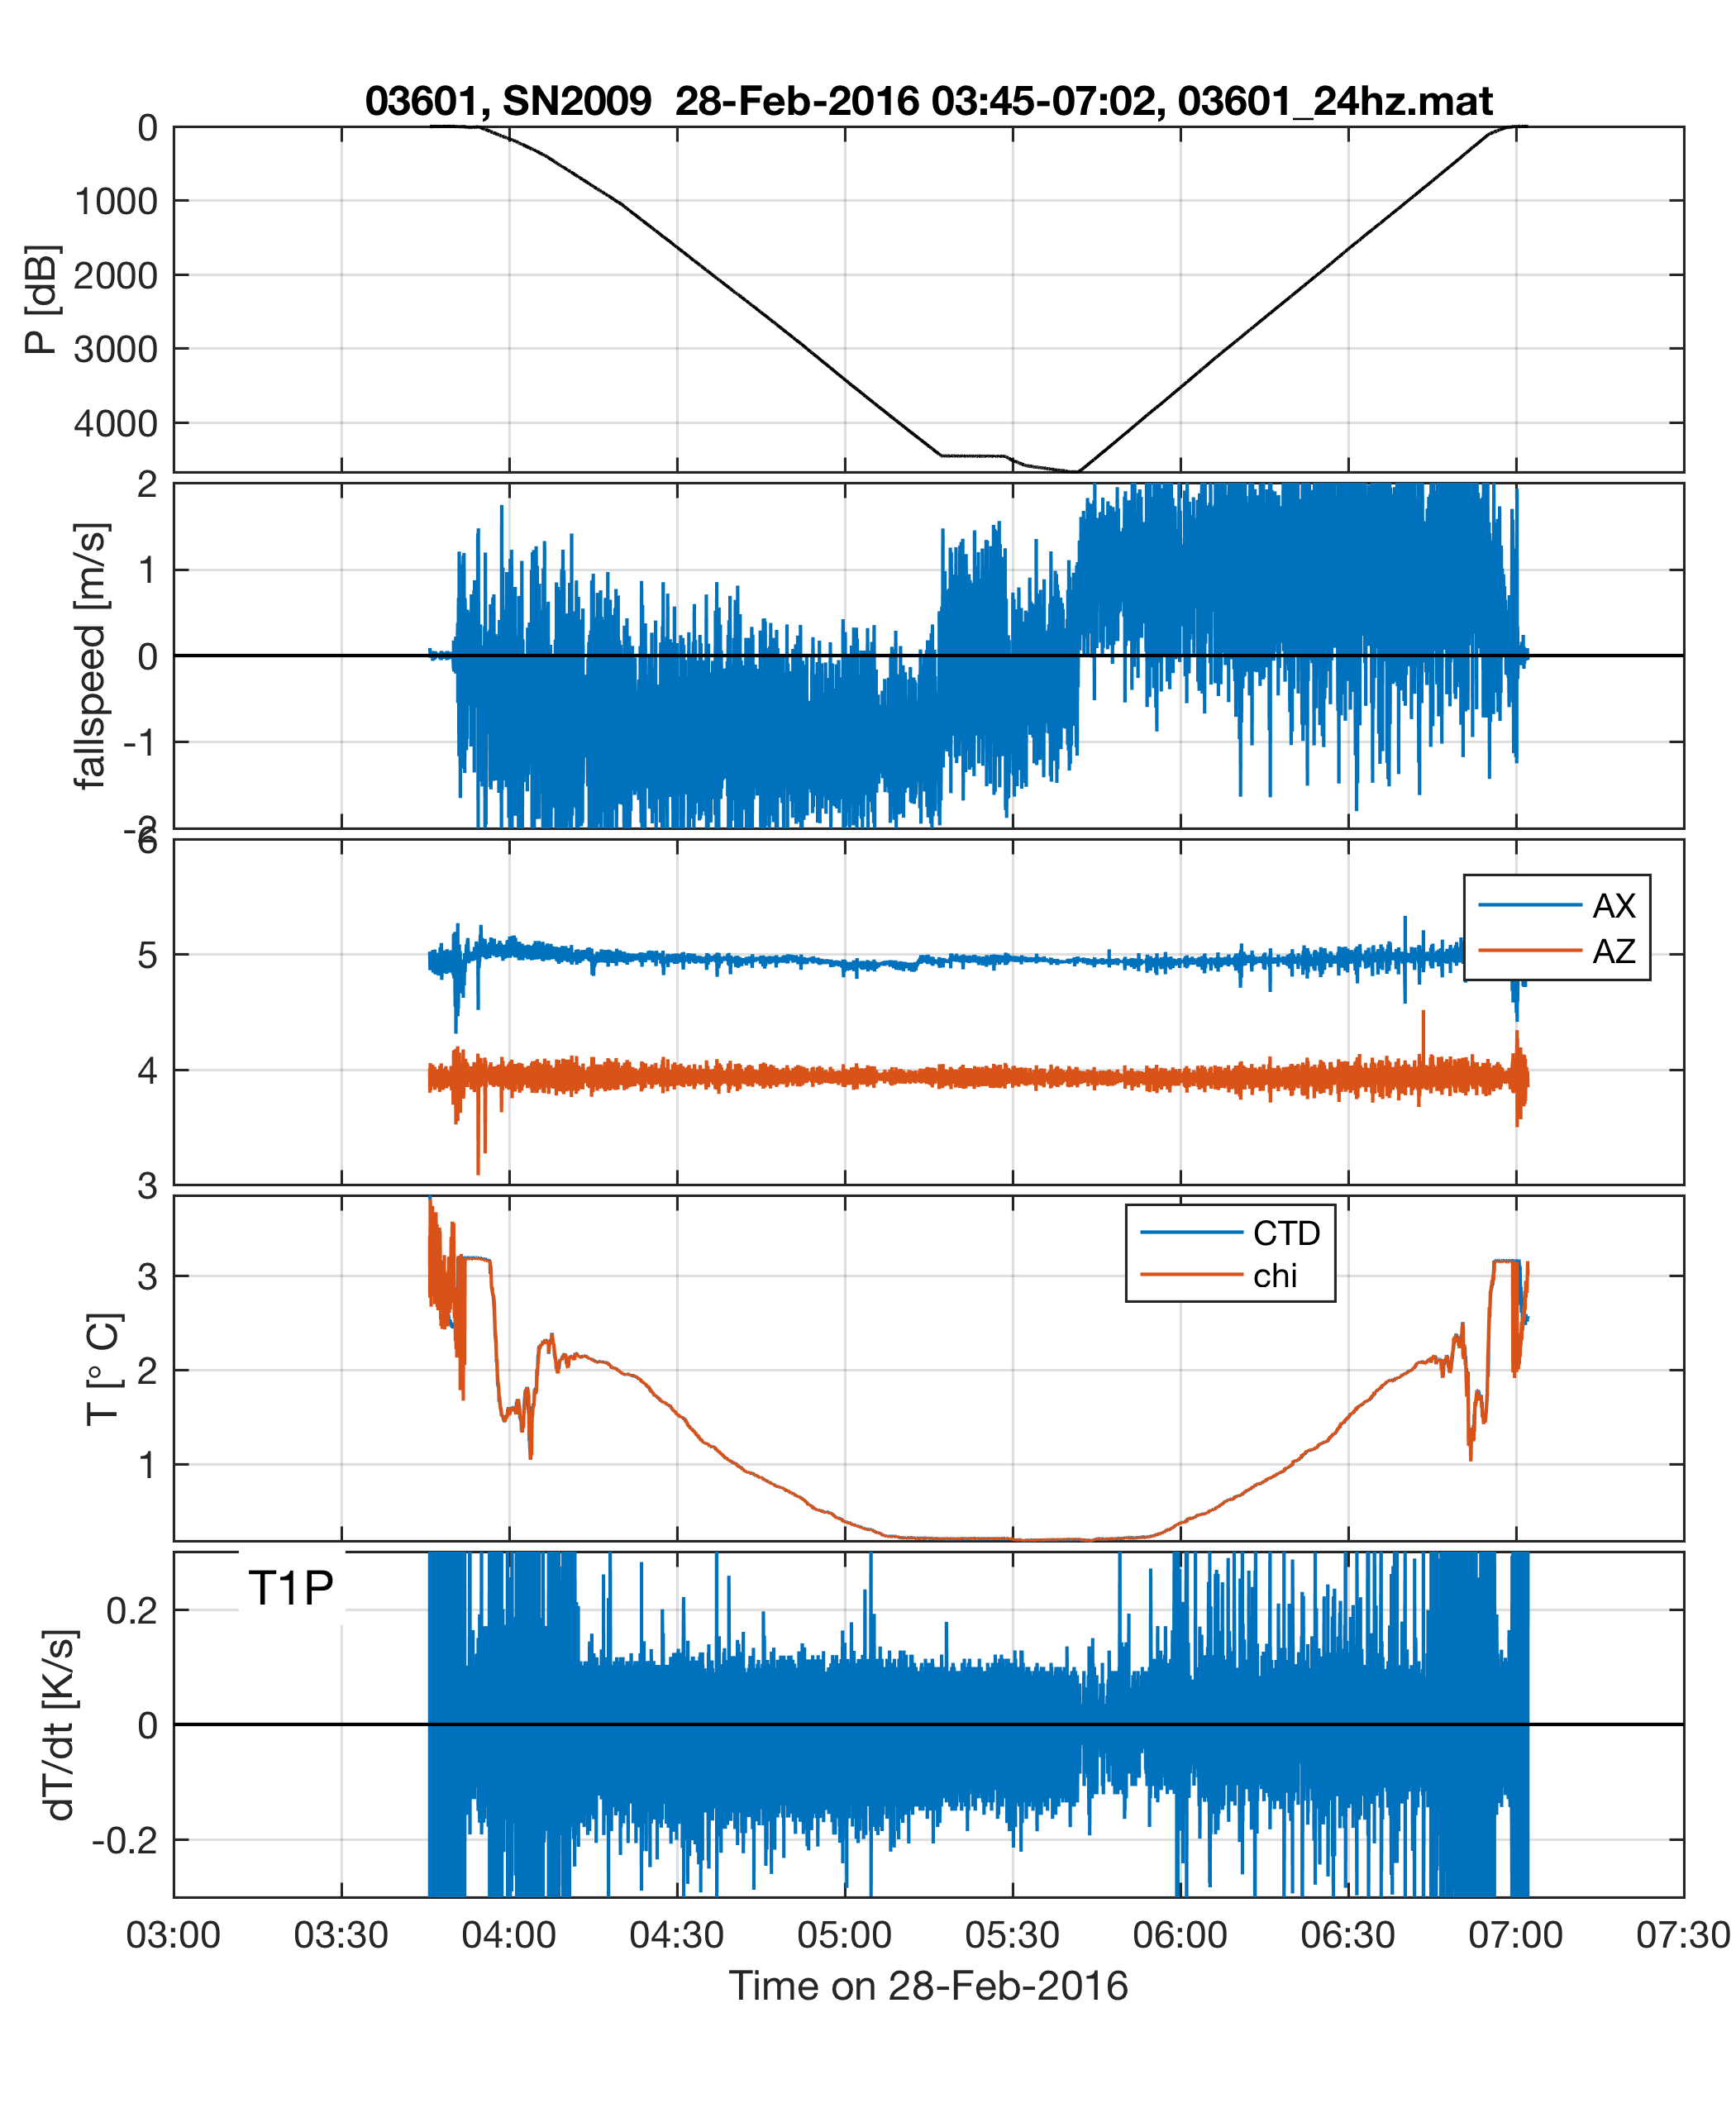 03601, SN2009  28-Feb-2016 03:45-07:02, 03601_24hz.mat
0
1000
2000
3000
4000
P [dB]
2
1
0
-1
-2
fallspeed [m/s]
6
5
4
3
AX
AZ
3
2
1
T [° C]
CTD
chi
T1P
0.2
0
-0.2
dT/dt [K/s]
03:00 03:30 04:00 04:30 05:00 05:30 06:00 06:30 07:00 07:30
Time on 28-Feb-2016